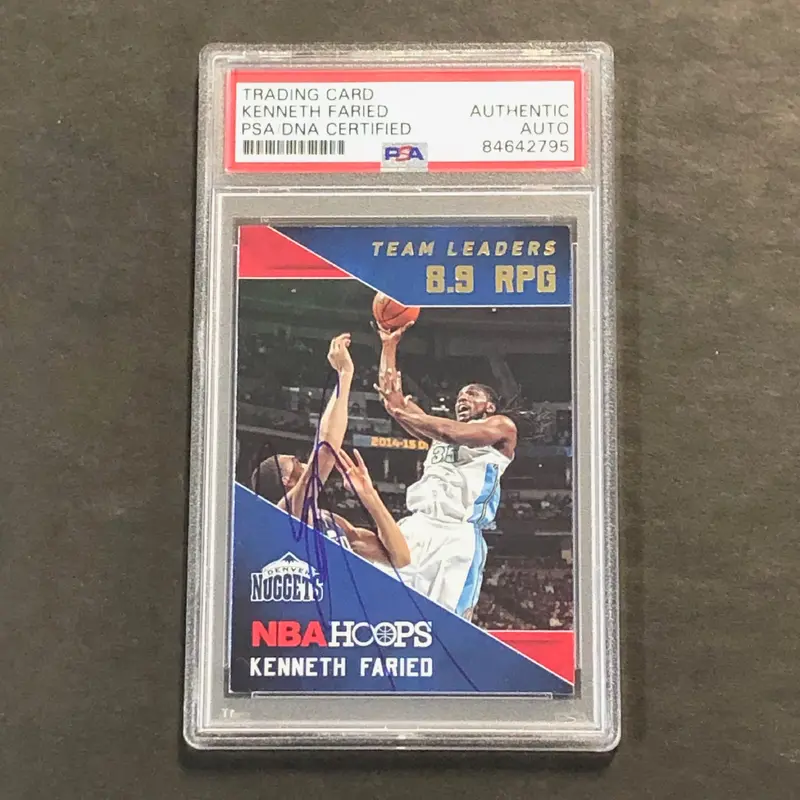 TRADING CARD
KENNETH FARIED
PSA/DNA CERTIFIED
AUTHENTIC
AUTO
84642795
PSA
TEAM LEADERS
8.9 RPG
2014-15
35
DENVER
NUGGETS
NBA HOOPS
KENNETH FARIED